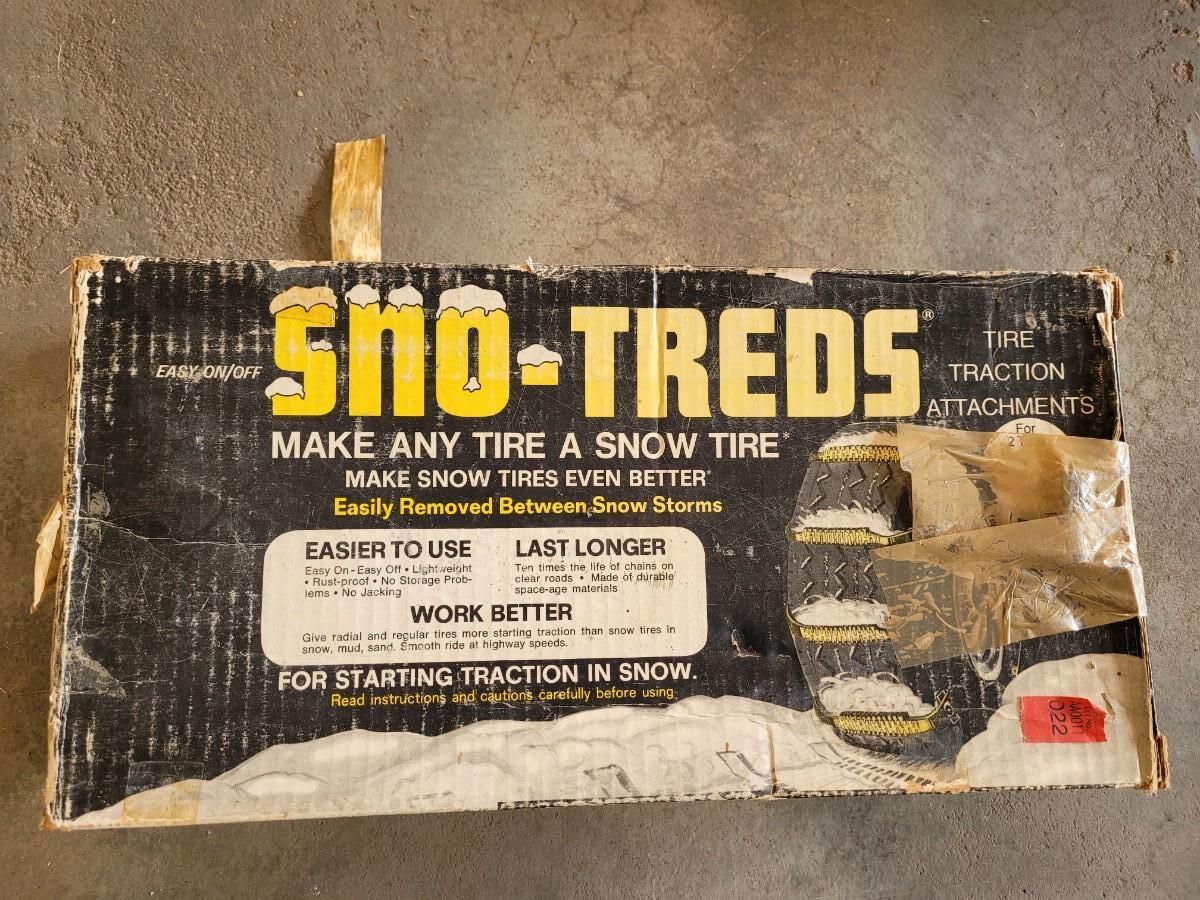 SNO-TREDS®
EASY ON/OFF
TIRE
TRACTION
ATTACHMENTS
For
2
MAKE ANY TIRE A SNOW TIRE*
MAKE SNOW TIRES EVEN BETTER*
Easily Removed Between Snow Storms
EASIER TO USE
Easy On - Easy Off • Lightweight
• Rust-proof • No Storage Prob-
lems • No Jacking
LAST LONGER
Ten times the life of chains on
clear roads • Made of durable
space-age materials
WORK BETTER
Give radial and regular tires more starting traction than snow tires in
snow, mud, sand. Smooth ride at highway speeds.
FOR STARTING TRACTION IN SNOW.
Read instructions and cautions carefully before using
022